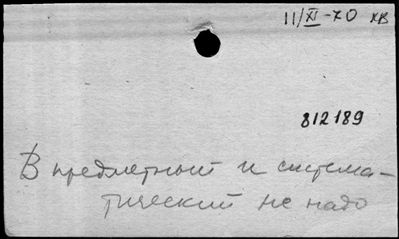 11/XI-70 кв
812189
В предметный и система-
тический не надо